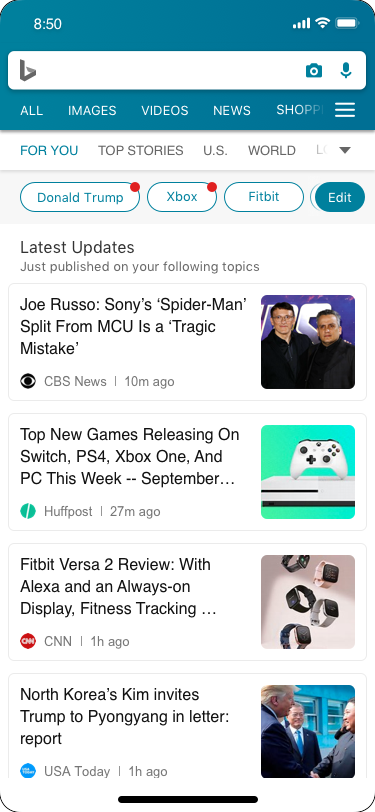 8:50
ALL IMAGES VIDEOS NEWS SHOPP
FOR YOU TOP STORIES U.S. WORLD
Donald Trump Xbox Fitbit Edit
Latest Updates
Just published on your following topics
Joe Russo: Sony’s ‘Spider-Man’
Split From MCU Is a ‘Tragic
Mistake’
CBS News | 10m ago
Top New Games Releasing On
Switch, PS4, Xbox One, And
PC This Week -- September…
Huffpost | 27m ago
Fitbit Versa 2 Review: With
Alexa and an Always-on
Display, Fitness Tracking …
CNN
CNN | 1h ago
North Korea’s Kim invites
Trump to Pyongyang in letter:
report
USA Today | 1h ago